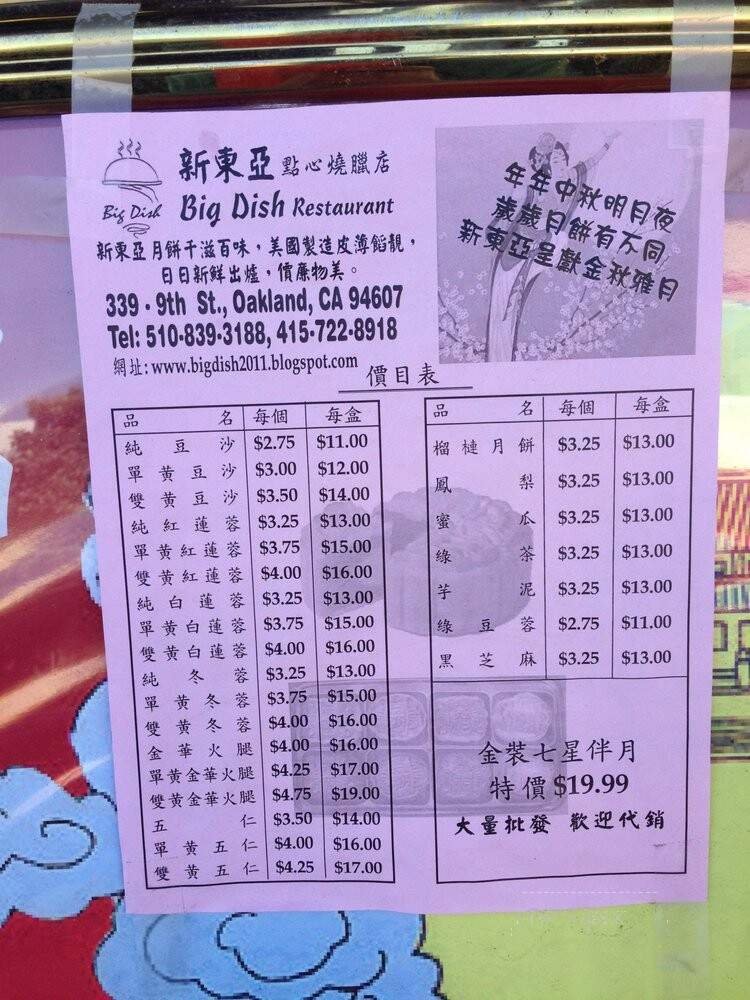 新東亞 點心燒臘店
Big Dish
Big Dish Restaurant
新東亞月餅千滋百味，美國製造皮薄餡靚，
日日新鮮出爐，價廉物美。
339 - 9th St., Oakland, CA 94607
Tel: 510-839-3188, 415-722-8918
網址: www.bigdish2011.blogspot.com
年年中秋明月夜
歲歲月餅有不同
新東亞呈獻金秋雅月
價目表
品名 每個 每盒
純豆沙 $2.75 $11.00
單黃豆沙 $3.00 $12.00
雙黃豆沙 $3.50 $14.00
純紅蓮蓉 $3.25 $13.00
單黃紅蓮蓉 $3.75 $15.00
雙黃紅蓮蓉 $4.00 $16.00
純白蓮蓉 $3.25 $13.00
單黃白蓮蓉 $3.75 $15.00
雙黃白蓮蓉 $4.00 $16.00
純冬蓉 $3.25 $13.00
單黃冬蓉 $3.75 $15.00
雙黃冬蓉 $4.00 $16.00
金華火腿 $4.00 $16.00
單黃金華火腿 $4.25 $17.00
雙黃金華火腿 $4.75 $19.00
五仁 $3.50 $14.00
單黃五仁 $4.00 $16.00
雙黃五仁 $4.25 $17.00
品名 每個 每盒
榴槤月餅 $3.25 $13.00
鳳梨 $3.25 $13.00
蜜瓜 $3.25 $13.00
綠茶 $3.25 $13.00
芋泥 $3.25 $13.00
綠豆蓉 $2.75 $11.00
黑芝麻 $3.25 $13.00
金裝七星伴月
特價 $19.99
大量批發 歡迎代銷